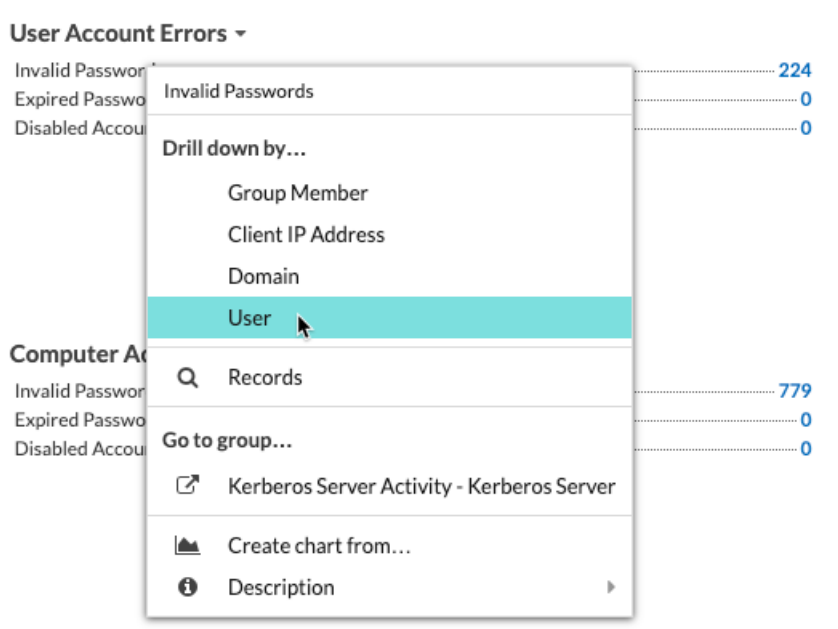 User Account Errors
Invalid Passwor 224
Expired Passwo 0
Disabled Accou 0
Invalid Passwords
Drill down by...
Group Member
Client IP Address
Domain
User
Records
Go to group...
Kerberos Server Activity - Kerberos Server
Create chart from...
Description
Computer Ac
Invalid Passwor 779
Expired Passwo 0
Disabled Accou 0